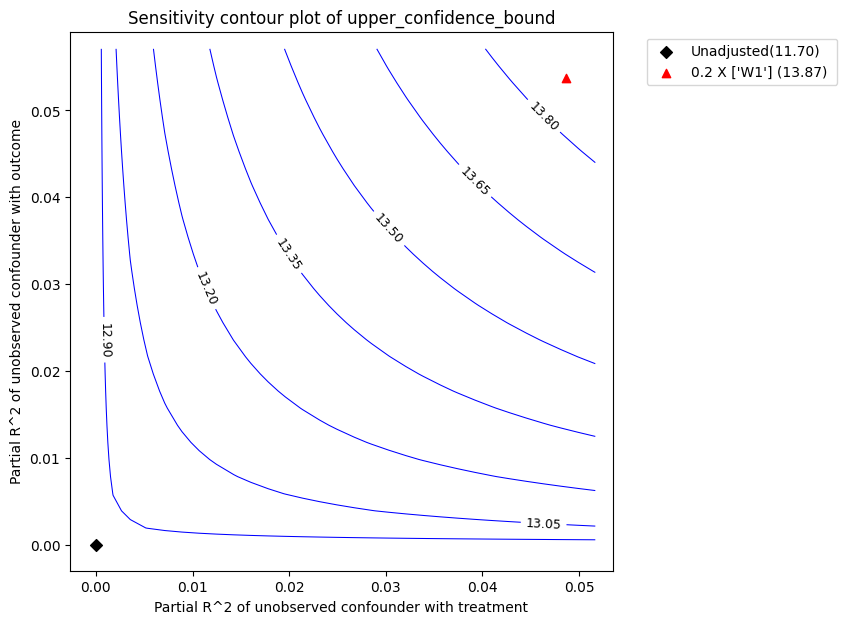 Sensitivity contour plot of upper_confidence_bound
Unadjusted(11.70)
0.2 X ['W1'] (13.87)
Partial R^2 of unobserved confounder with outcome
0.05
0.04
0.03
0.02
0.01
0.00
13.80
13.65
13.50
13.35
13.20
12.90
13.05
0.00 0.01 0.02 0.03 0.04 0.05
Partial R^2 of unobserved confounder with treatment